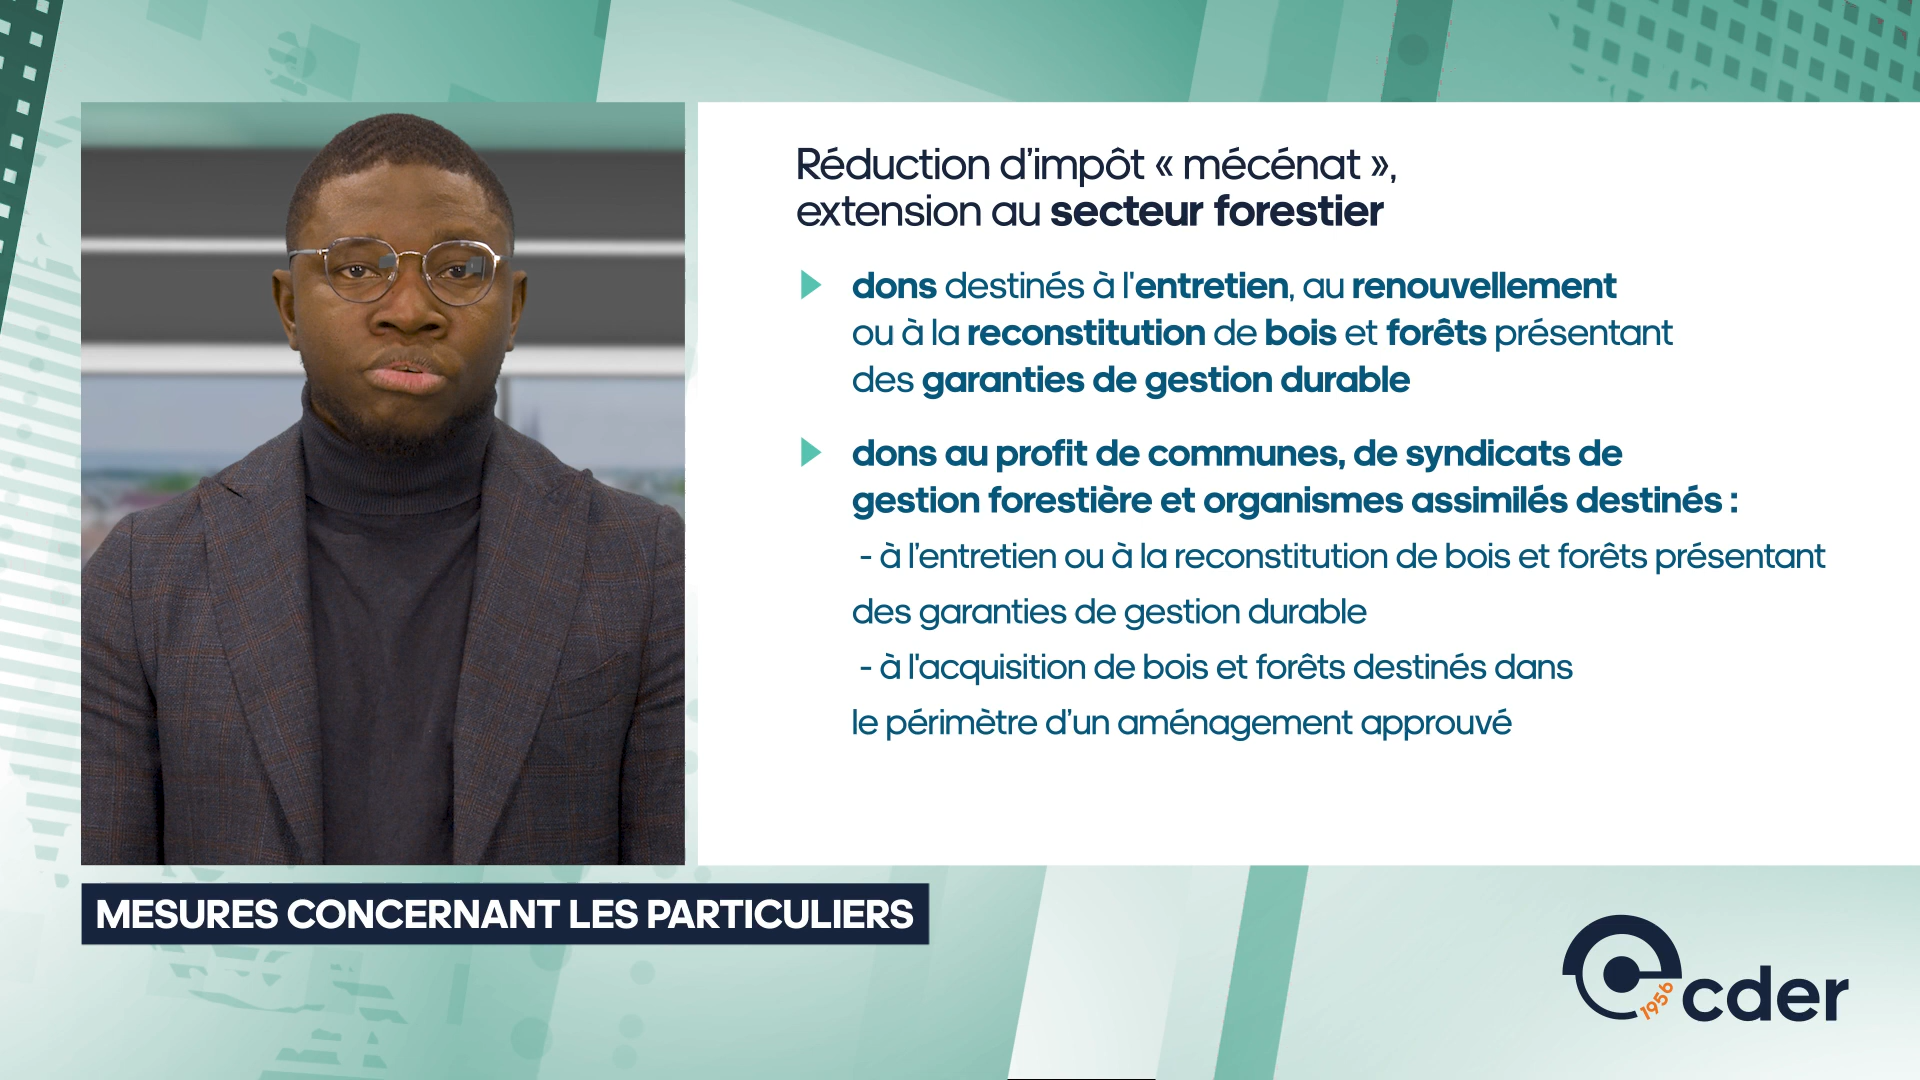 Réduction d’impôt « mécénat »,
extension au secteur forestier
dons destinés à l'entretien, au renouvellement
ou à la reconstitution de bois et forêts présentant
des garanties de gestion durable
dons au profit de communes, de syndicats de
gestion forestière et organismes assimilés destinés :
- à l'entretien ou à la reconstitution de bois et forêts présentant
des garanties de gestion durable
- à l'acquisition de bois et forêts destinés dans
le périmètre d’un aménagement approuvé
MESURES CONCERNANT LES PARTICULIERS
1956
cder